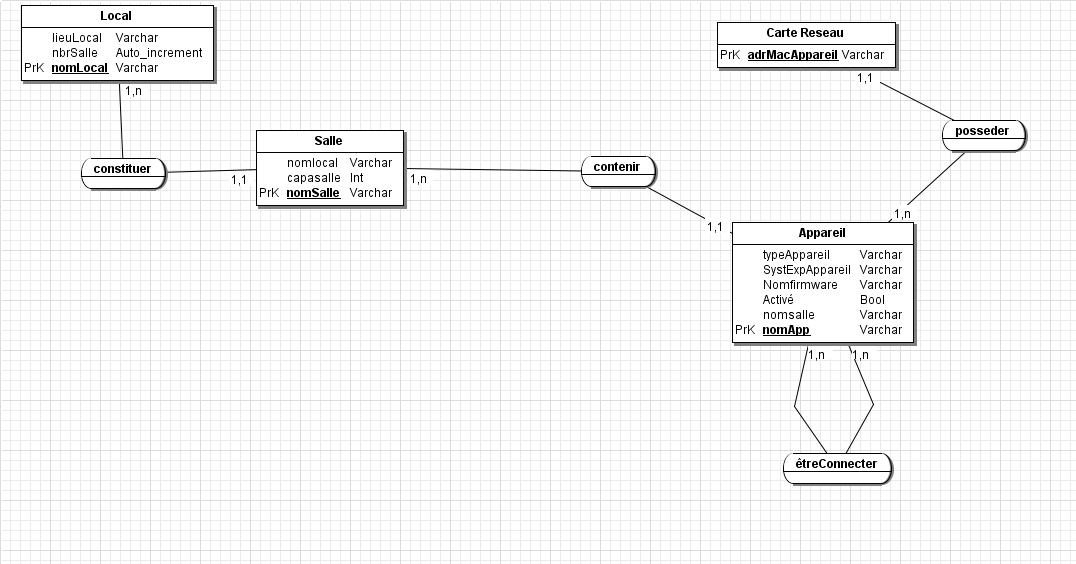 Local
lieuLocal Varchar
nbrSalle Auto_increment
PrK nomLocal Varchar
1,n
constituer
1,1
Salle
nomlocal Varchar
capasalle Int
PrK nomSalle Varchar
1,n
contenir
1,1
Carte Reseau
PrK adrMacAppareil Varchar
1,1
posseder
1,n
Appareil
typeAppareil Varchar
SystExpAppareil Varchar
Nomfirmware Varchar
Activé Bool
nomsalle Varchar
PrK nomApp Varchar
1,n
1,n
êtreConnecter